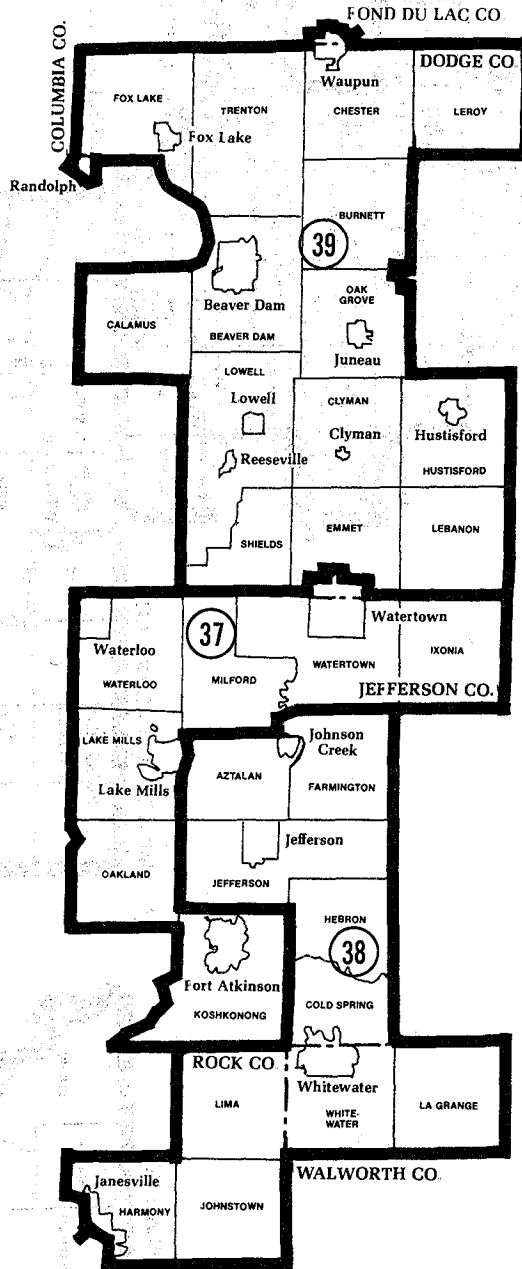 FOND DU LAC CO
COLUMBIA CO.
DODGE CO
Waupun
FOX LAKE
TRENTON
CHESTER
LEROY
Fox Lake
Randolph
BURNETT
39
CALAMUS
Beaver Dam
BEAVER DAM
OAK
GROVE
Juneau
LOWELL
Lowell
CLYMAN
Clyman
Hustisford
HUSTISFORD
Reeseville
SHIELDS
EMMET
LEBANON
37
Watertown
Waterloo
WATERLOO
MILFORD
WATERTOWN
IXONIA
JEFFERSON CO.
LAKE MILLS
Lake Mills
Johnson
Creek
AZTALAN
FARMINGTON
Jefferson
OAKLAND
JEFFERSON
HEBRON
38
Fort Atkinson
KOSHKONONG
COLD SPRING
ROCK CO
Whitewater
LIMA
WHITE-
WATER
LA GRANGE
WALWORTH CO
Janesville
HARMONY
JOHNSTOWN